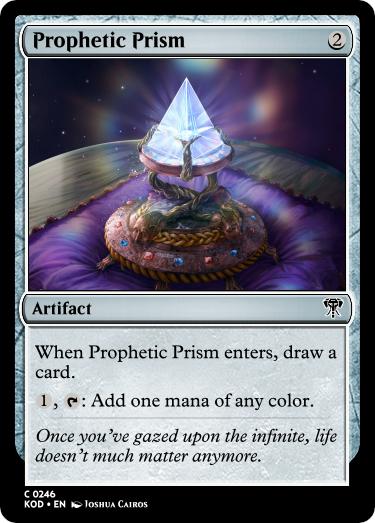 Prophetic Prism 2
Artifact
When Prophetic Prism enters, draw a
card.
1, T: Add one mana of any color.
Once you've gazed upon the infinite, life
doesn't much matter anymore.
C 0246
KOD • EN Joshua Cairos